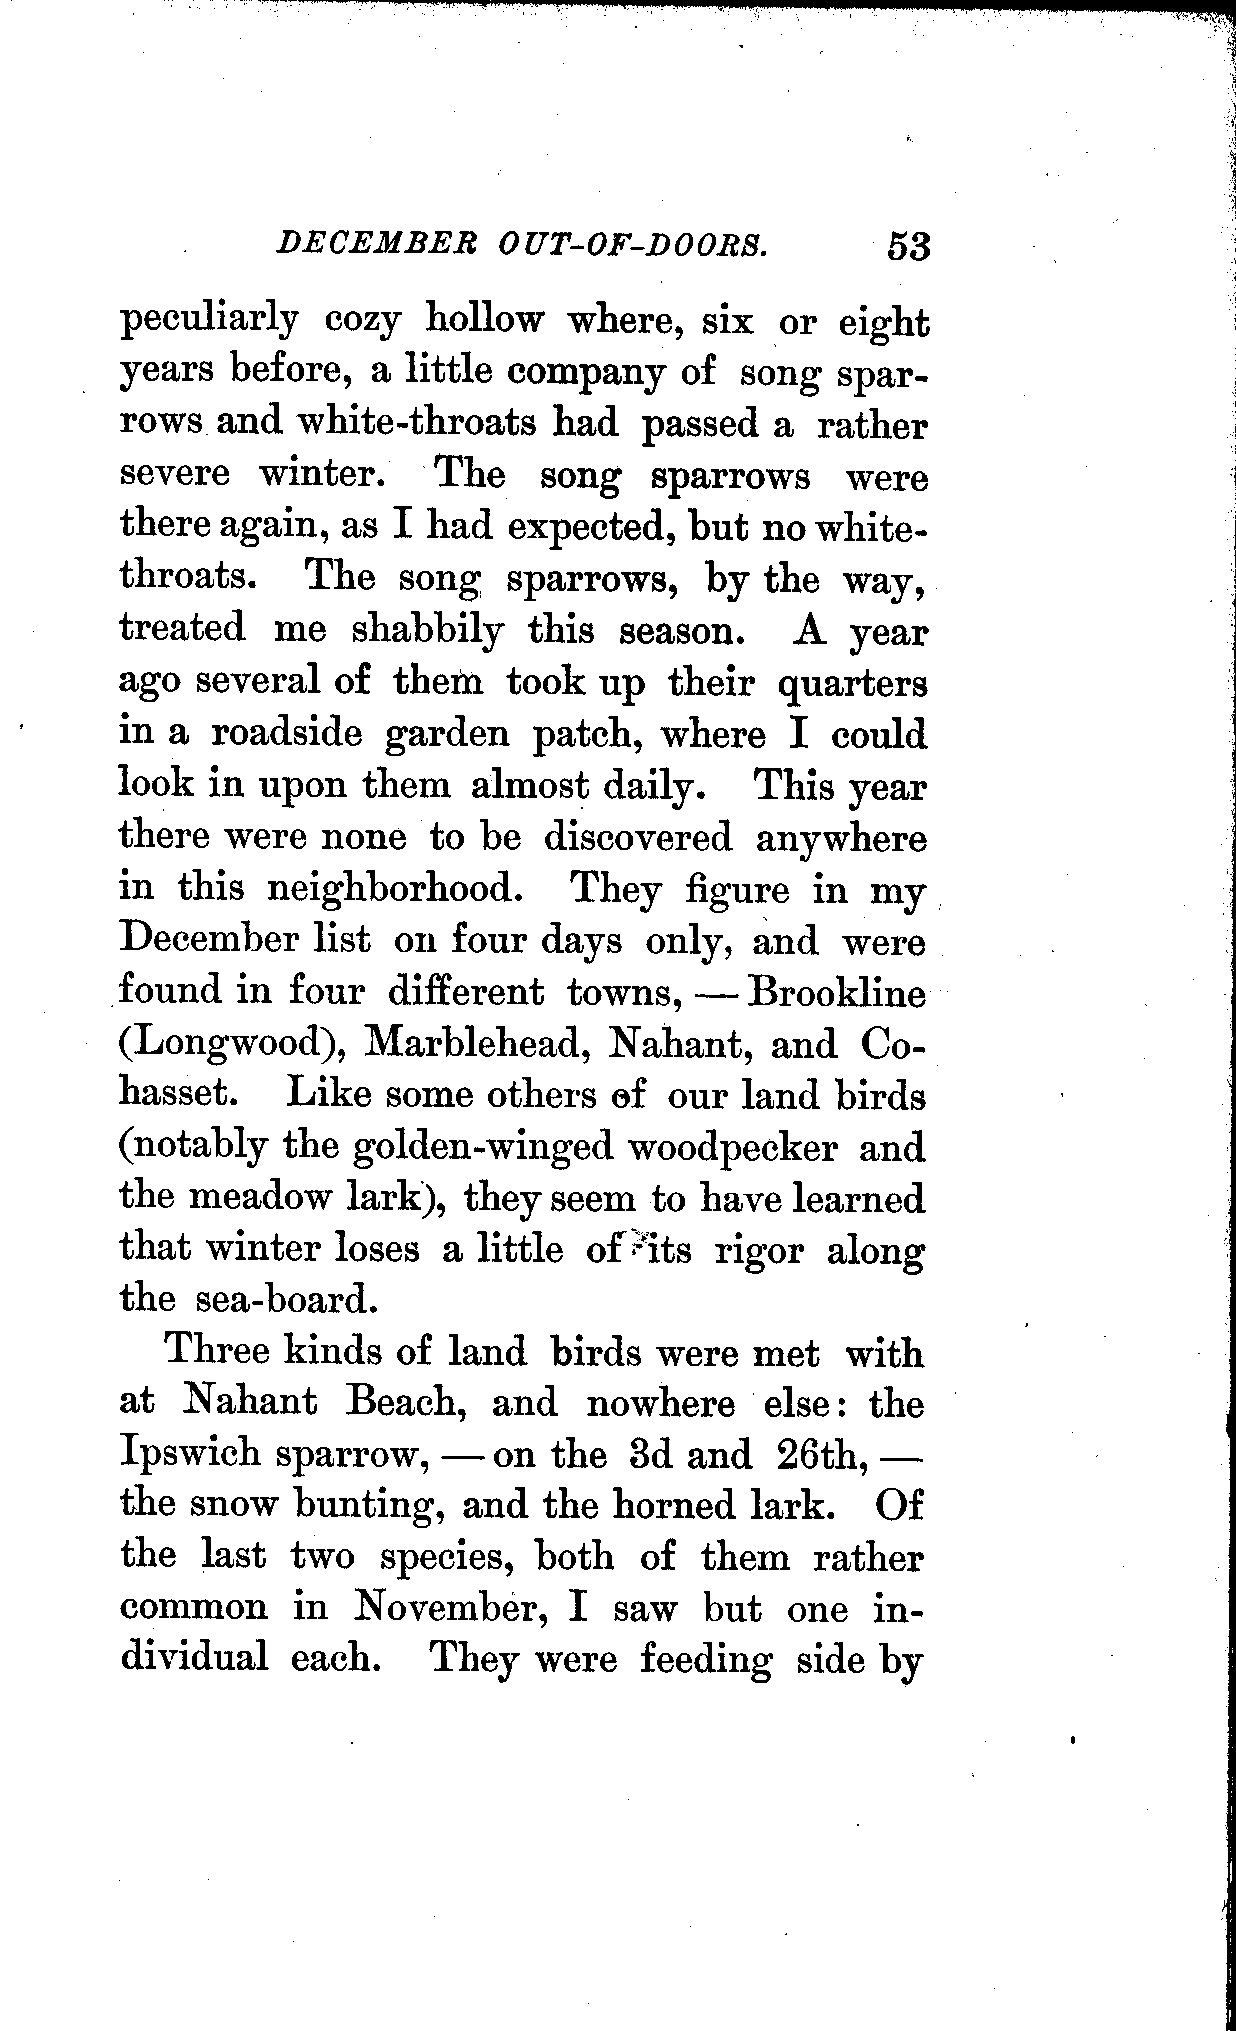 DECEMBER OUT-OF-DOORS. 53
peculiarly cozy hollow where, six or eight
years before, a little company of song spar-
rows and white-throats had passed a rather
severe winter. The song sparrows were
there again, as I had expected, but no white-
throats. The song sparrows, by the way,
treated me shabbily this season. A year
ago several of them took up their quarters
in a roadside garden patch, where I could
look in upon them almost daily. This year
there were none to be discovered anywhere
in this neighborhood. They figure in my
December list on four days only, and were
found in four different towns, — Brookline
(Longwood), Marblehead, Nahant, and Co-
hasset. Like some others of our land birds
(notably the golden-winged woodpecker and
the meadow lark), they seem to have learned
that winter loses a little of its rigor along
the sea-board.
Three kinds of land birds were met with
at Nahant Beach, and nowhere else: the
Ipswich sparrow, — on the 3d and 26th, —
the snow bunting, and the horned lark. Of
the last two species, both of them rather
common in November, I saw but one in-
dividual each. They were feeding side by